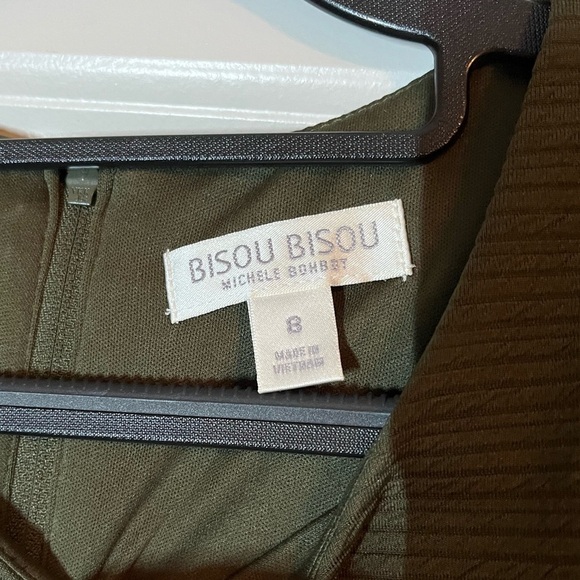 BISOU BISOU
MICHELE BOHBOT
8
MADE IN
VIETNAM